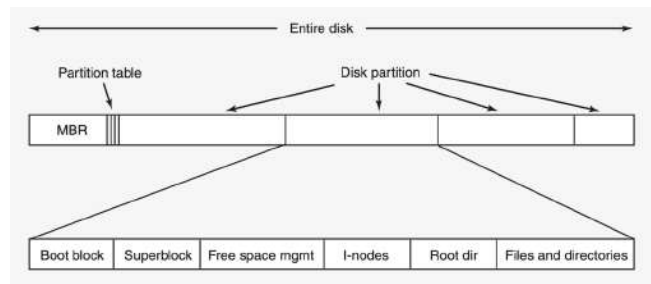 Entire disk
Partition table
Disk partition
MBR
Boot block
Superblock
Free space mgmt
I-nodes
Root dir
Files and directories